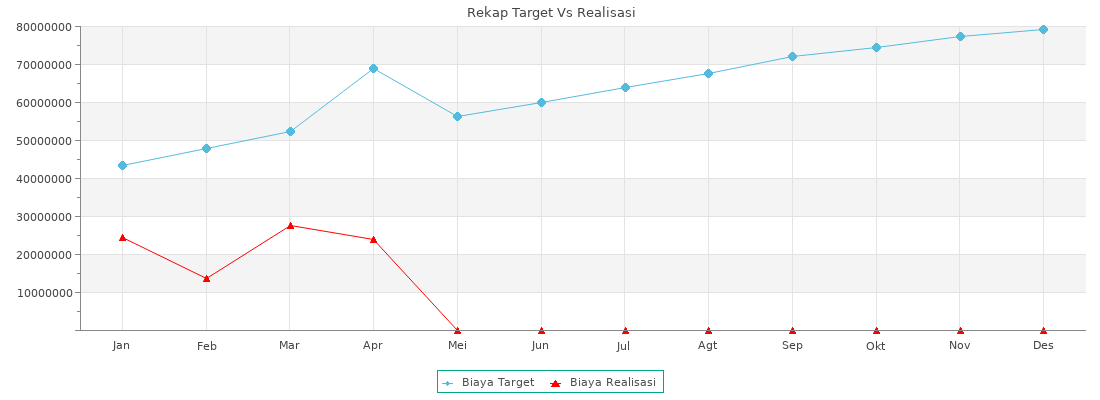 Rekap Target Vs Realisasi
80000000
70000000
60000000
50000000
40000000
30000000
20000000
10000000
Jan Feb Mar Apr Mei Jun Jul Agt Sep Okt Nov Des
Biaya Target Biaya Realisasi